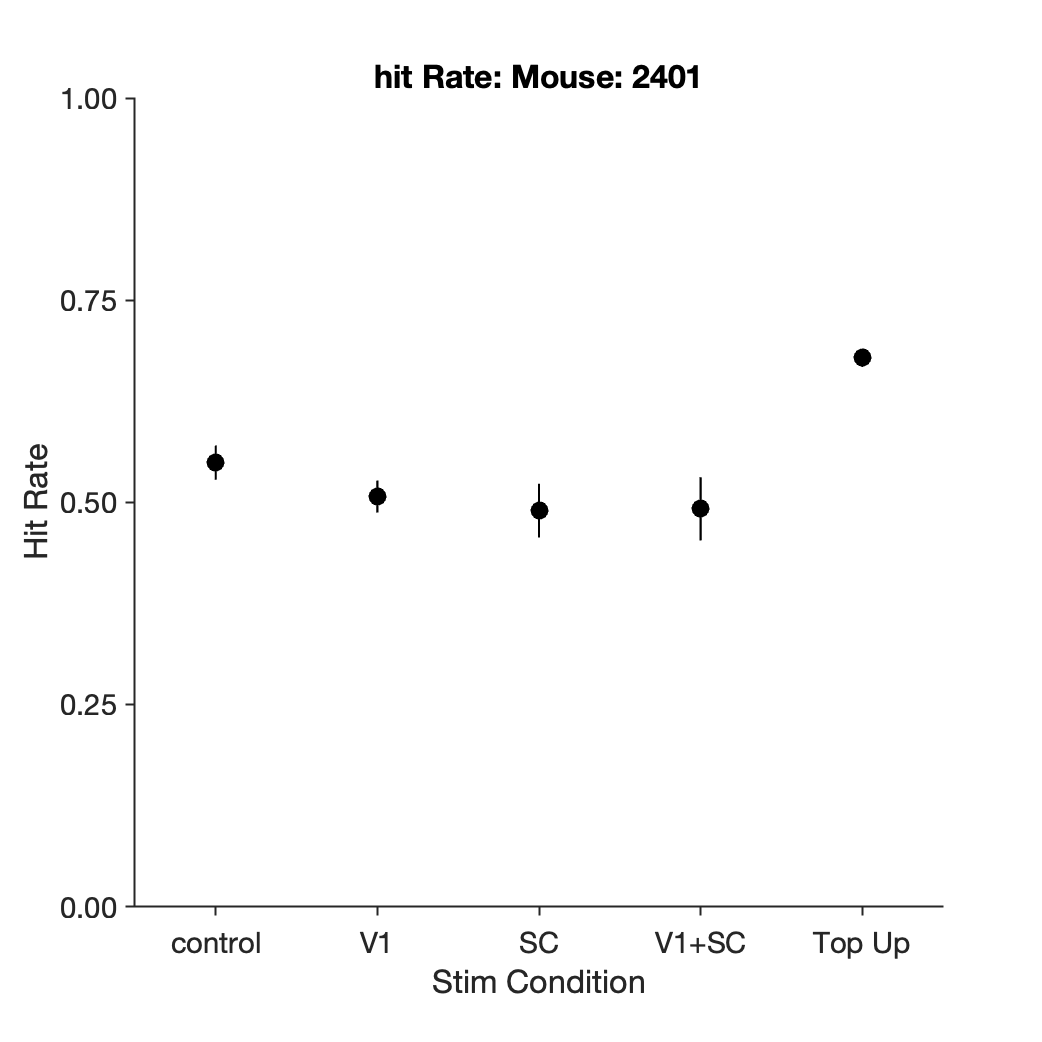 hit Rate: Mouse: 2401
1.00
0.75
0.50
0.25
0.00
Hit Rate
control V1 SC V1+SC Top Up
Stim Condition